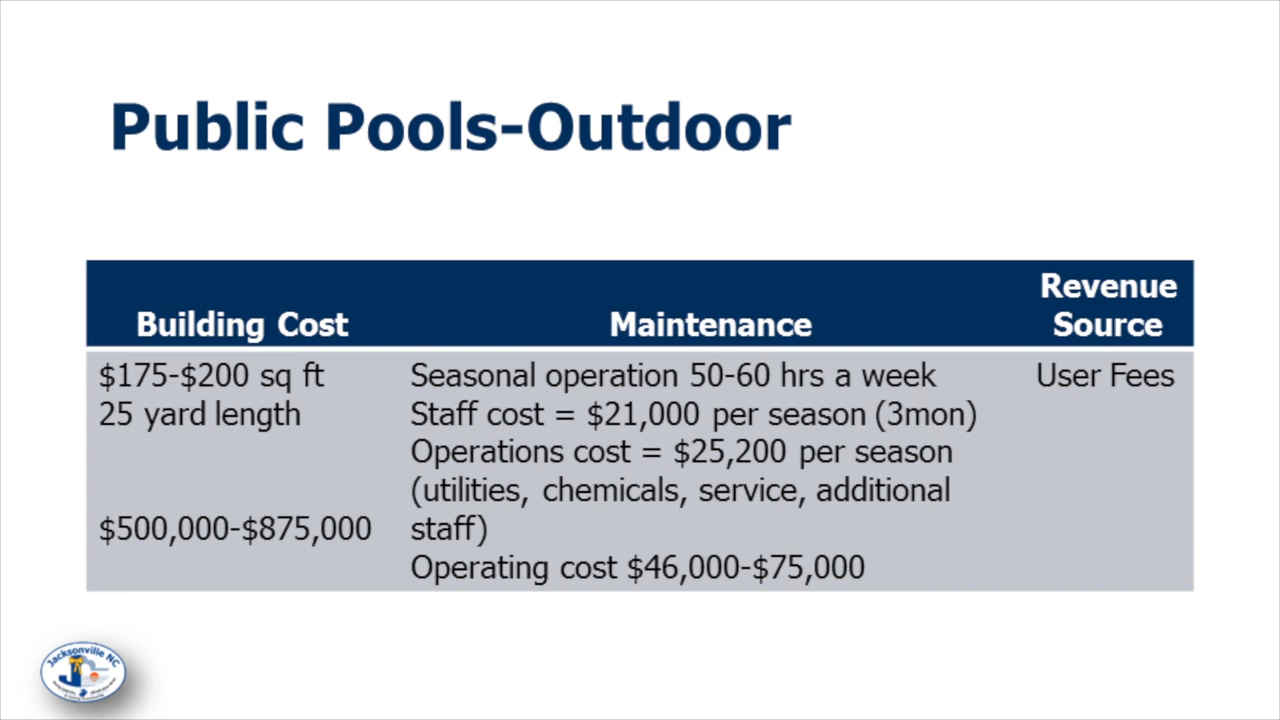 Public Pools-Outdoor
Building Cost
Maintenance
Revenue
Source
$175-$200 sq ft
25 yard length
$500,000-$875,000
Seasonal operation 50-60 hrs a week
Staff cost = $21,000 per season (3mon)
Operations cost = $25,200 per season
(utilities, chemicals, service, additional
staff)
Operating cost $46,000-$75,000
User Fees
Jacksonville NC